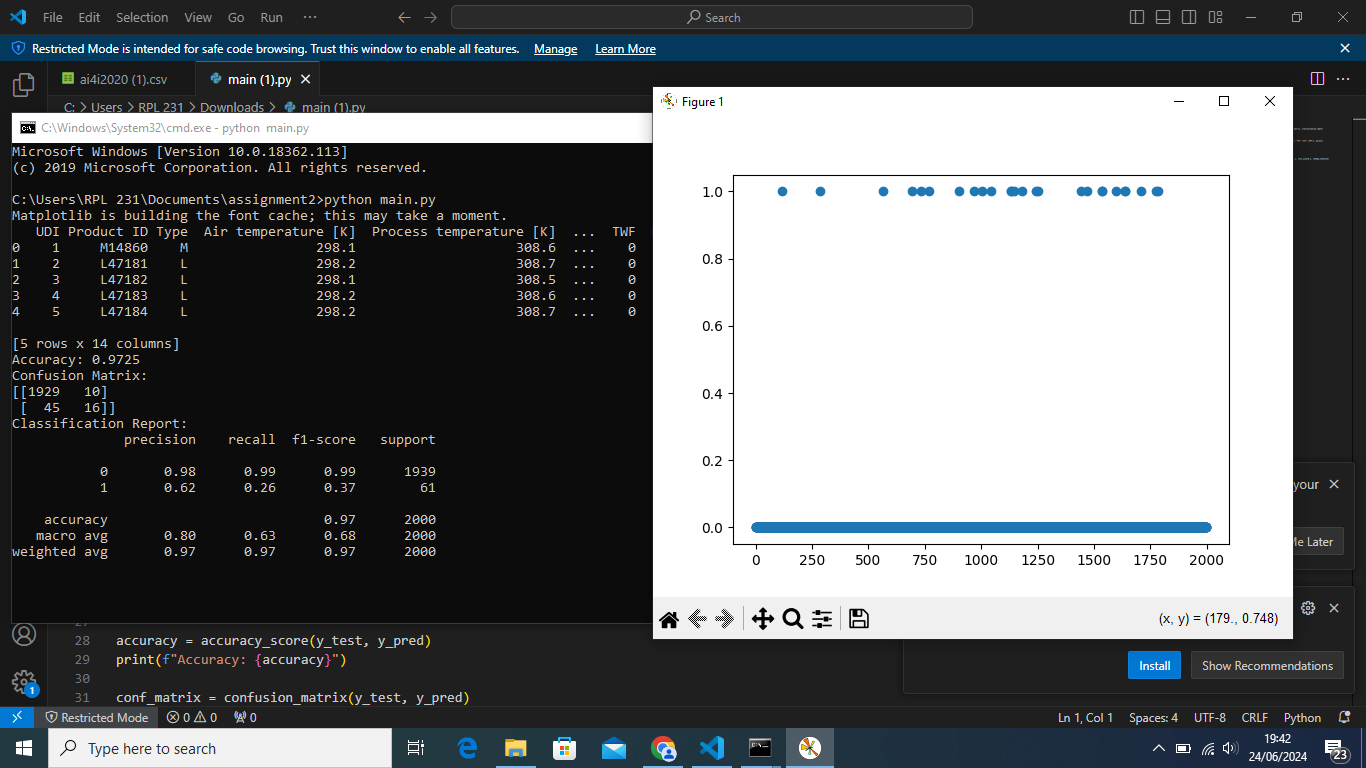 File Edit Selection View Go Run ··· Search
Restricted Mode is intended for safe code browsing. Trust this window to enable all features. Manage Learn More
ai4i2020 (1).csv main (1).py
C: > Users > RPL 231 > Downloads > main (1).py
C:\Windows\System32\cmd.exe - python main.py
Microsoft Windows [Version 10.0.18362.113]
(c) 2019 Microsoft Corporation. All rights reserved.
C:\Users\RPL 231\Documents\assignment2>python main.py
Matplotlib is building the font cache; this may take a moment.
UDI Product ID Type Air temperature [K] Process temperature [K] ... TWF
0 1 M14860 M 298.1 308.6 ... 0
1 2 L47181 L 298.2 308.7 ... 0
2 3 L47182 L 298.1 308.5 ... 0
3 4 L47183 L 298.2 308.6 ... 0
4 5 L47184 L 298.2 308.7 ... 0
[5 rows x 14 columns]
Accuracy: 0.9725
Confusion Matrix:
[[1929 10]
[ 45 16]]
Classification Report:
precision recall f1-score support
0 0.98 0.99 0.99 1939
1 0.62 0.26 0.37 61
accuracy 0.97 2000
macro avg 0.80 0.63 0.68 2000
weighted avg 0.97 0.97 0.97 2000
Figure 1
1.0
0.8
0.6
0.4
0.2
0.0
0 250 500 750 1000 1250 1500 1750 2000
(x, y) = (179., 0.748)
your
Me Later
Install Show Recommendations
28 accuracy = accuracy_score(y_test, y_pred)
29 print(f"Accuracy: {accuracy}")
30
31 conf_matrix = confusion_matrix(y_test, y_pred)
1
Restricted Mode 0 0 0 Ln 1, Col 1 Spaces: 4 UTF-8 CRLF Python
Type here to search
19:42
24/06/2024
23